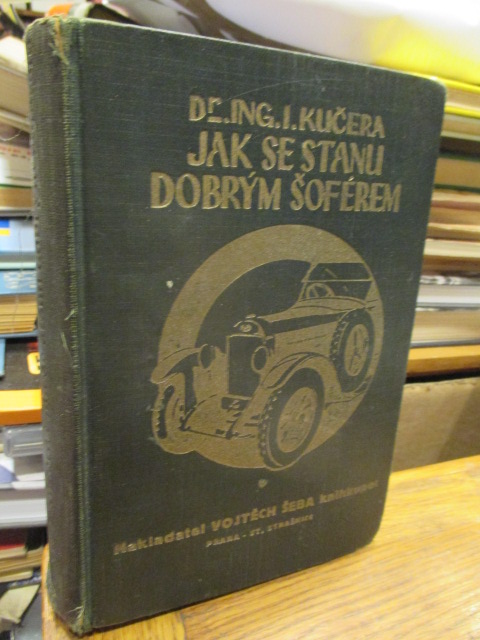 Dr. ING. J. KUČERA
JAK SE STANU
DOBRÝM ŠOFÉREM
Nakladatel VOJTĚCH ŠEBA knihkupec
PRAHA - ST. STRAŠNICE